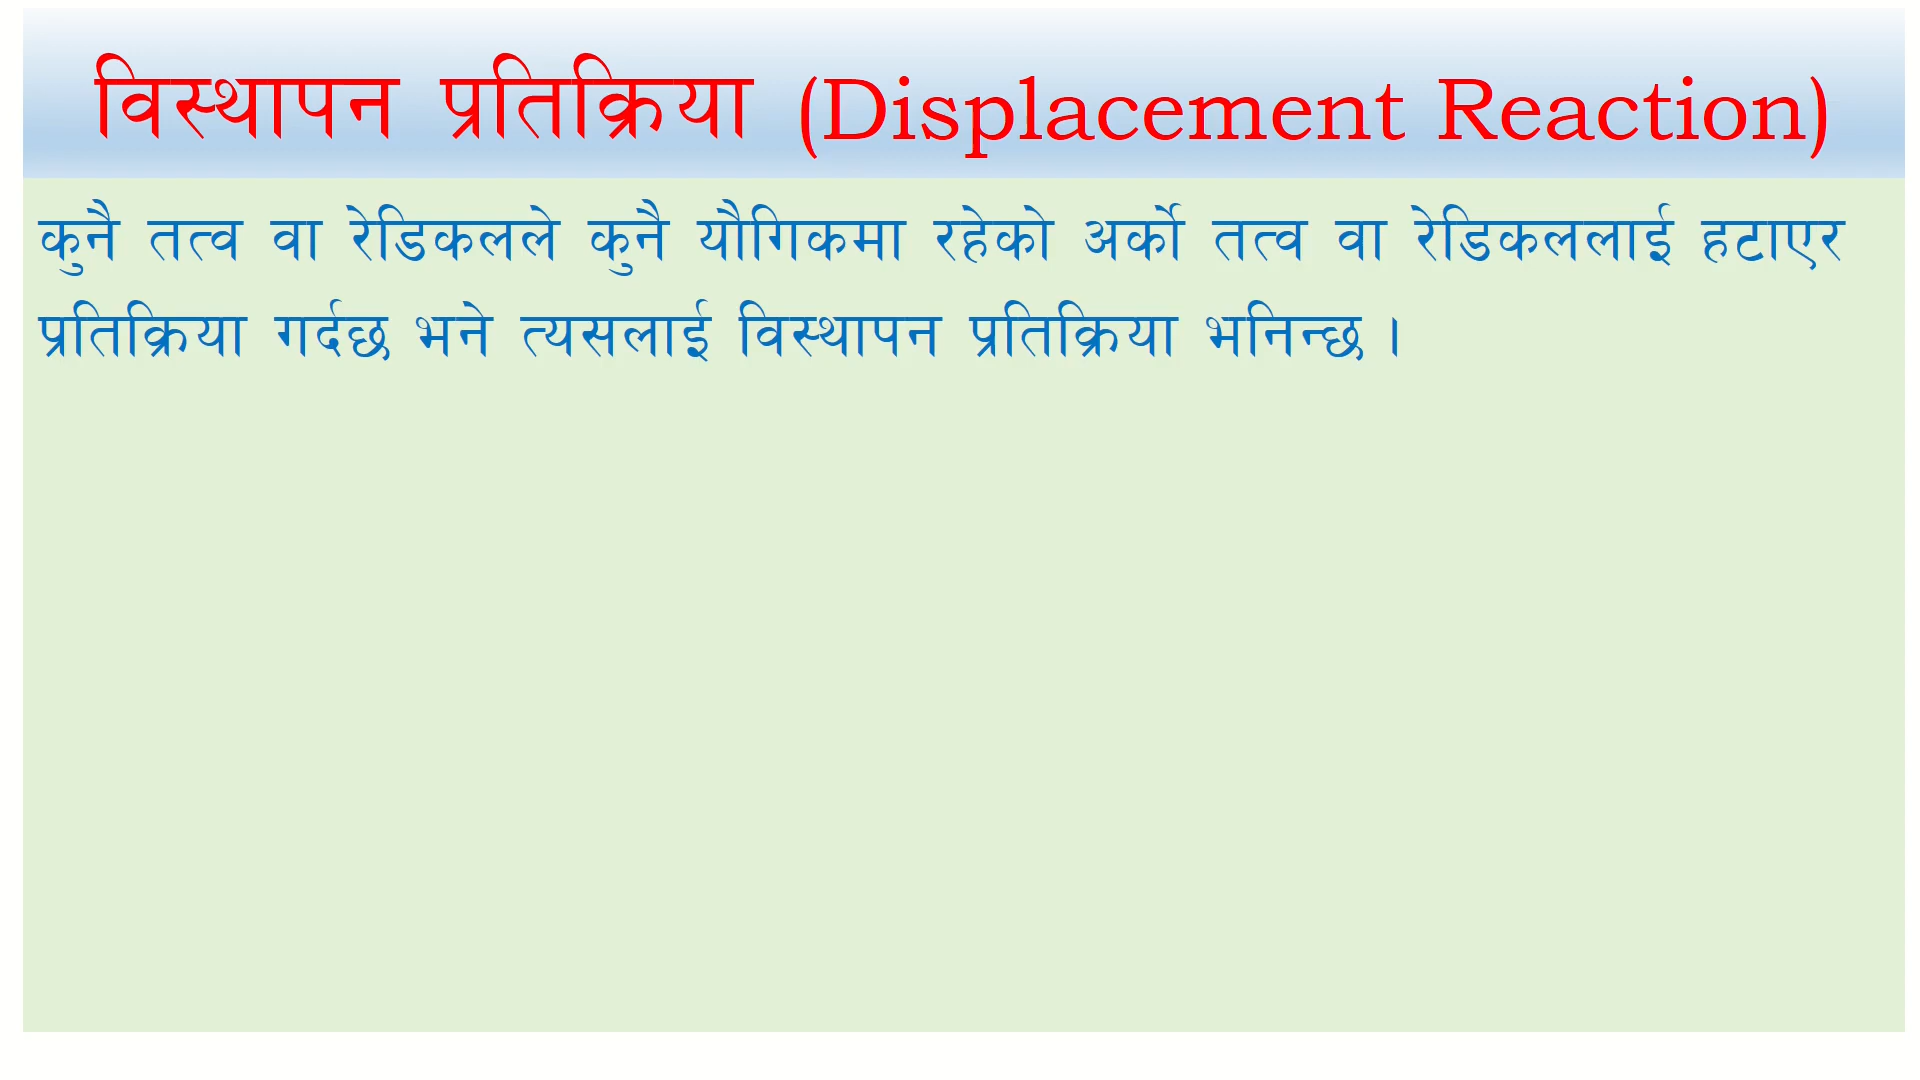 विस्थापन प्रतिक्रिया (Displacement Reaction)
कुनै तत्व वा रेडिकलले कुनै यौगिकमा रहेको अर्को तत्व वा रेडिकललाई हटाएर
प्रतिक्रिया गर्दछ भने त्यसलाई विस्थापन प्रतिक्रिया भनिन्छ ।